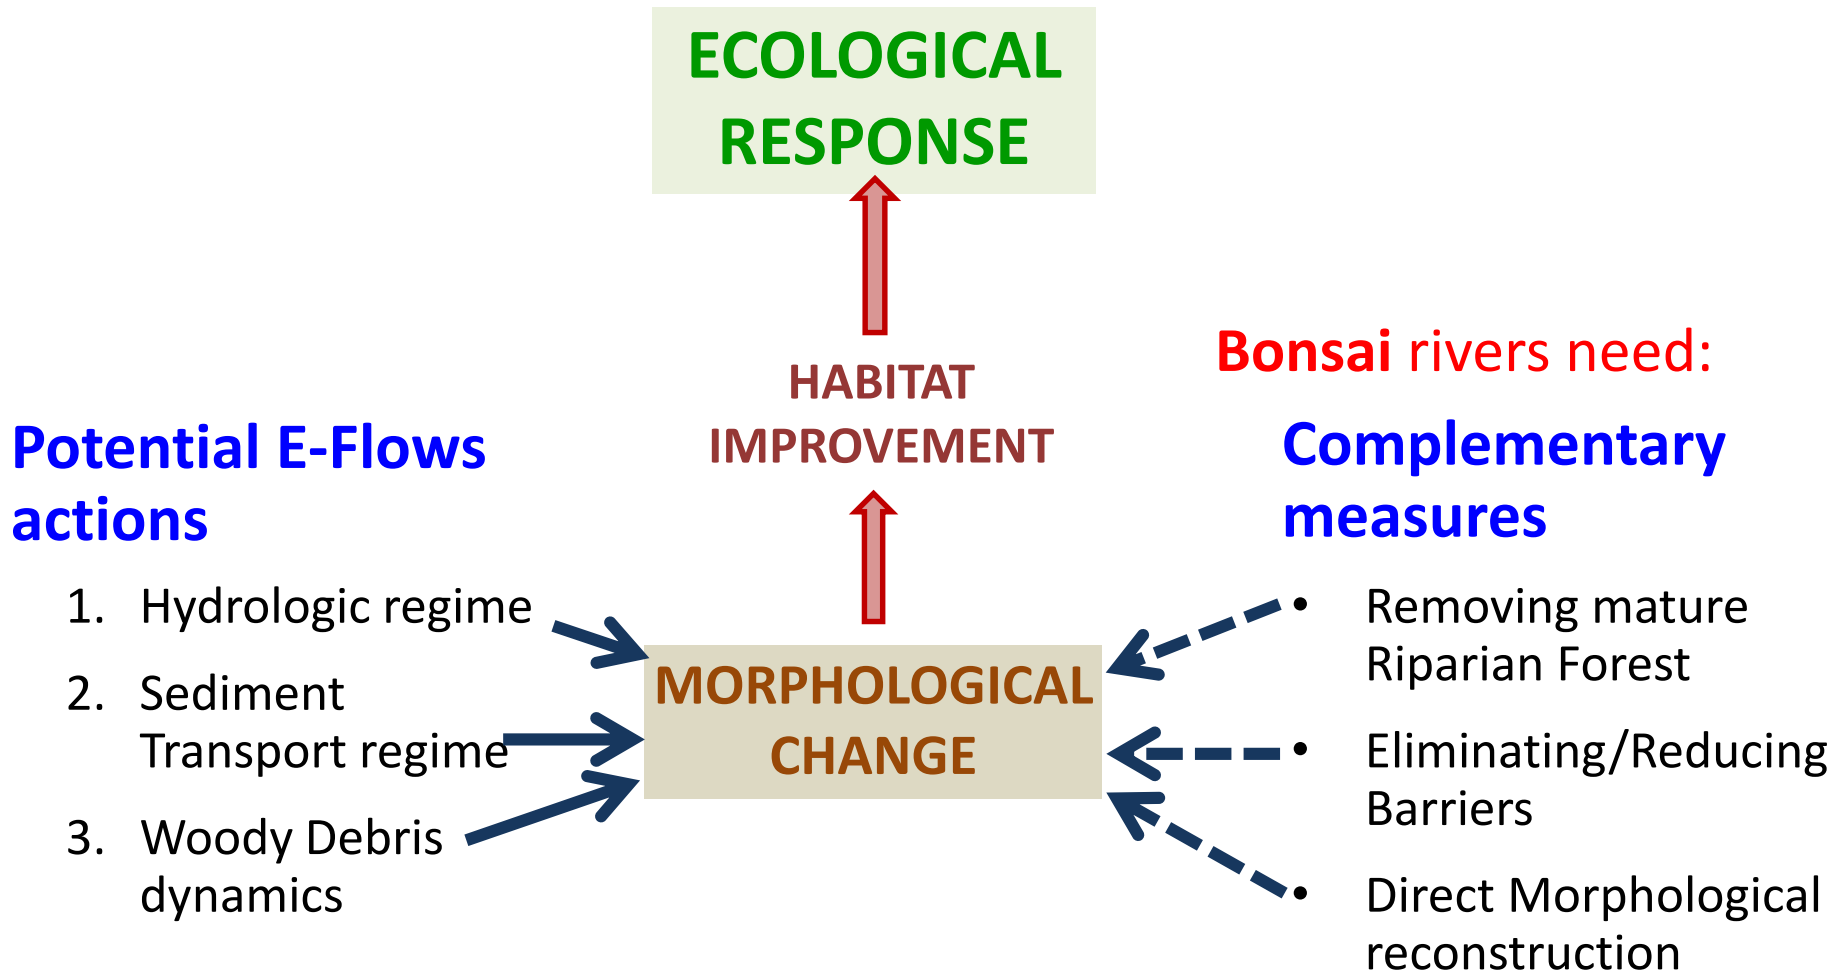 ECOLOGICAL
RESPONSE
HABITAT
IMPROVEMENT
MORPHOLOGICAL
CHANGE
Potential E-Flows
actions
1. Hydrologic regime
2. Sediment
Transport regime
3. Woody Debris
dynamics
Bonsai rivers need:
Complementary
measures
• Removing mature
Riparian Forest
• Eliminating/Reducing
Barriers
• Direct Morphological
reconstruction